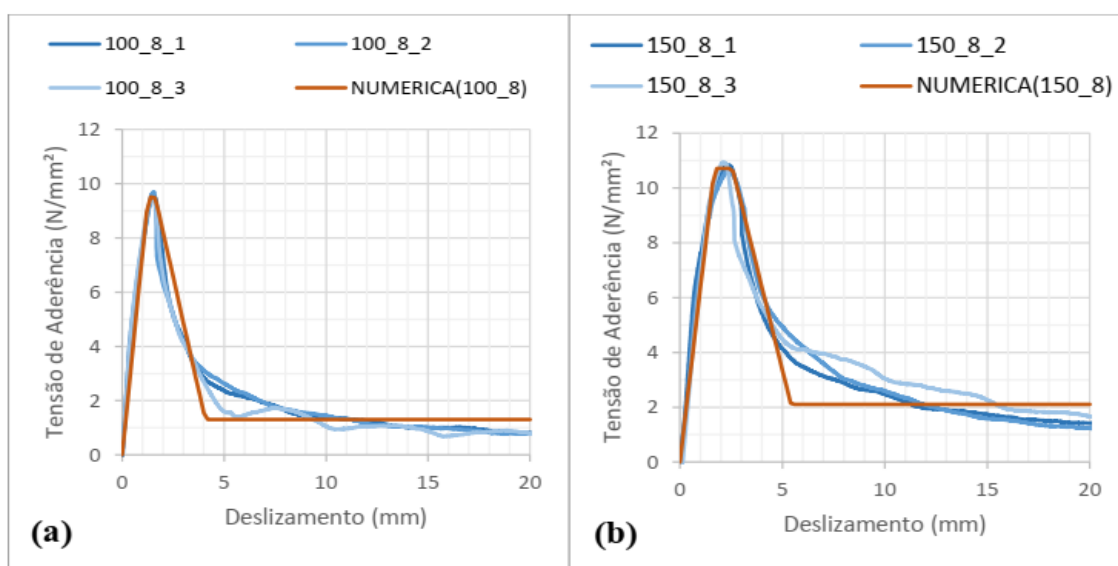 100_8_1 100_8_2
100_8_3 NUMERICA(100_8)
Tensão de Aderência (N/mm²)
12
10
8
6
4
2
0
0 5 10 15 20
Deslizamento (mm)
(a)
150_8_1 150_8_2
150_8_3 NUMERICA(150_8)
Tensão de Aderência (N/mm²)
12
10
8
6
4
2
0
0 5 10 15 20
Deslizamento (mm)
(b)